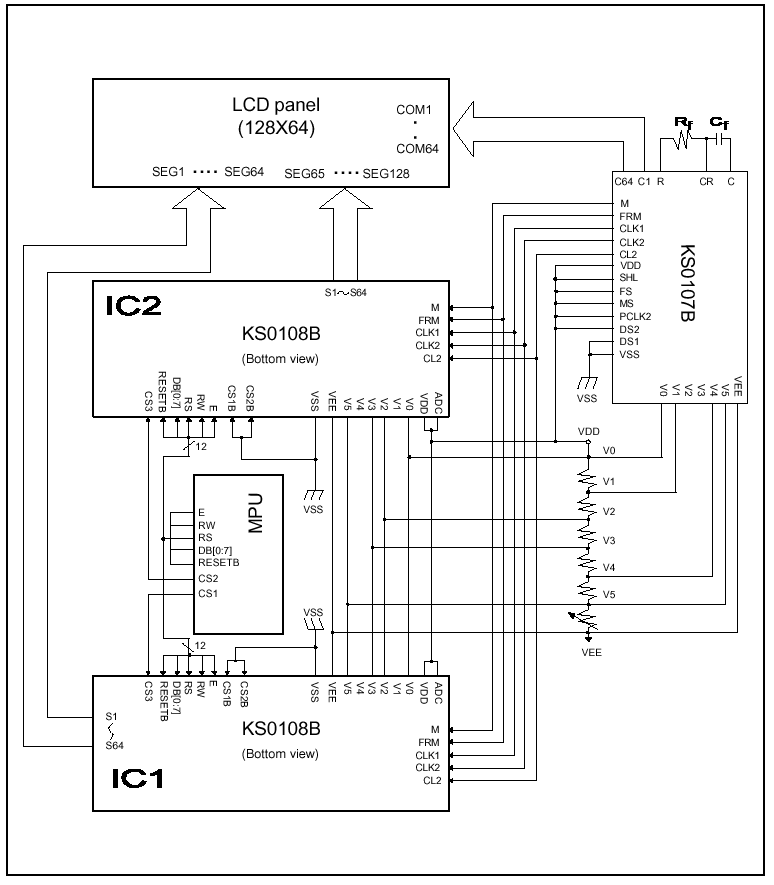 LCD panel
(128X64)
COM1
.
.
COM64
SEG1 ···· SEG64
SEG65 ···· SEG128
Rf
Cf
C64 C1 R CR C
M
FRM
CLK1
CLK2
CL2
VDD
SHL
FS
MS
PCLK2
DS2
DS1
VSS
KS0107B
V0 V1 V2 V3 V4 V5 VEE
VSS
S1~S64
IC2
KS0108B
(Bottom view)
M
FRM
CLK1
CLK2
CL2
CS3 RESETB DB[0:7] RS RW E CS1B CS2B VSS VEE V5 V4 V3 V2 V1 V0 VDD ADC
12
VSS
VDD
V0
V1
V2
V3
V4
V5
VEE
MPU
E
RW
RS
DB[0:7]
RESETB
CS2
CS1
VSS
12
CS3 RESETB DB[0:7] RS RW E CS1B CS2B VSS VEE V5 V4 V3 V2 V1 V0 VDD ADC
S1
S64
KS0108B
(Bottom view)
IC1
M
FRM
CLK1
CLK2
CL2